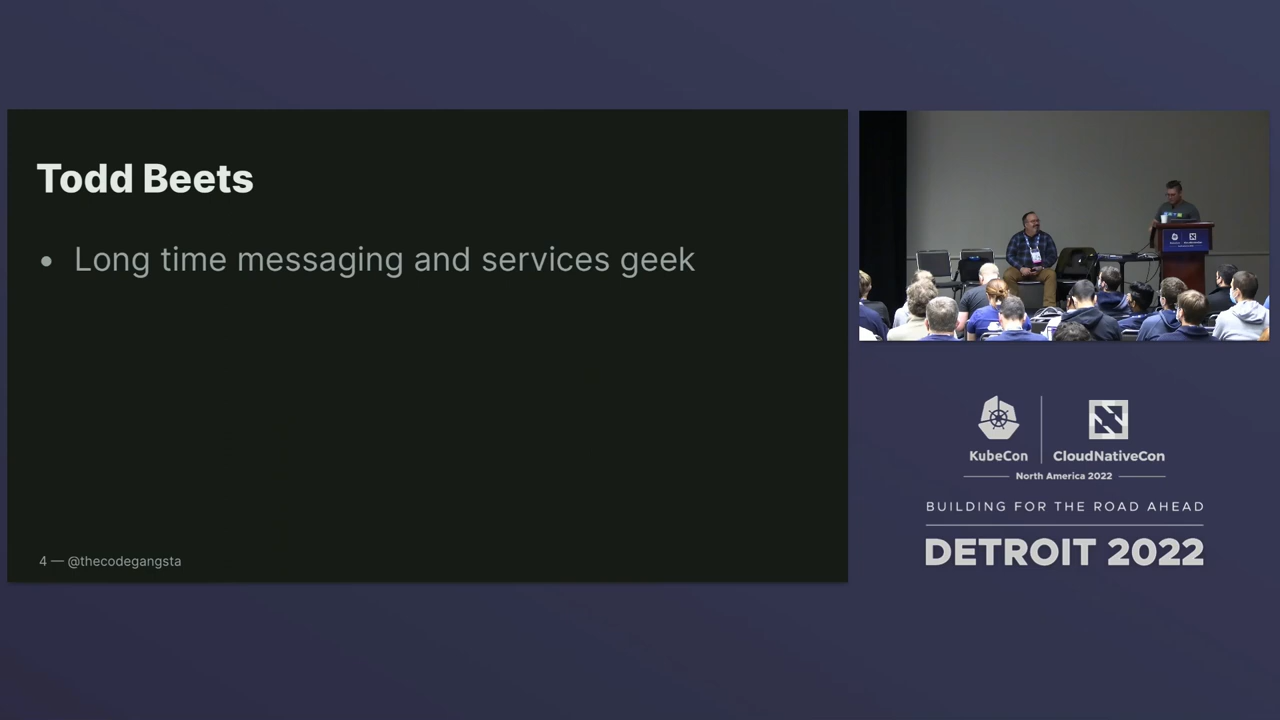 Todd Beets
• Long time messaging and services geek
4 — @thecodegangsta
KubeCon
CloudNativeCon
North America 2022
BUILDING FOR THE ROAD AHEAD
DETROIT 2022